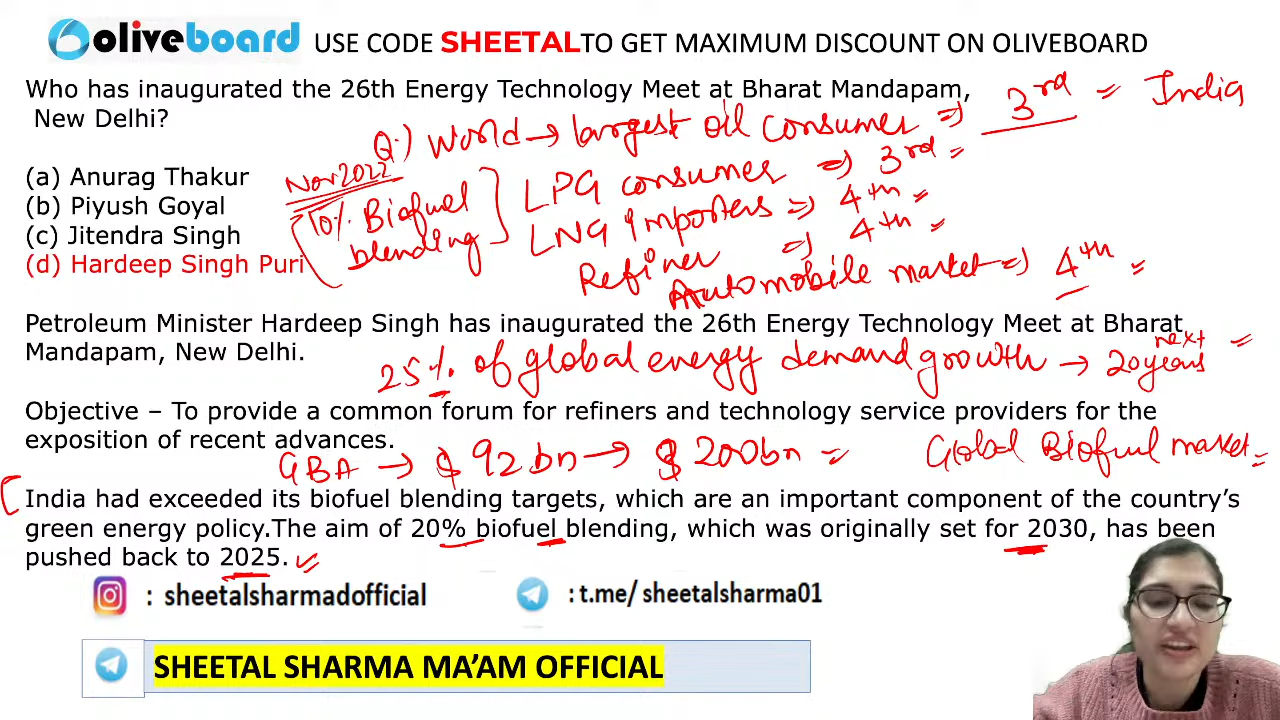 oliveboard USE CODE SHEETAL TO GET MAXIMUM DISCOUNT ON OLIVEBOARD
Who has inaugurated the 26th Energy Technology Meet at Bharat Mandapam,
New Delhi?
3rd = India
Q.) World → largest oil consumer ⇒
(a) Anurag Thakur
Nov 2022
LPG consumer ⇒ 3rd =
(b) Piyush Goyal
10% Biofuel
LNG importers ⇒ 4th =
(c) Jitendra Singh
blending
Refiner ⇒ 4th =
(d) Hardeep Singh Puri
Automobile market ⇒ 4th =
Petroleum Minister Hardeep Singh has inaugurated the 26th Energy Technology Meet at Bharat
Mandapam, New Delhi.
25% of global energy demand growth → next 20 years =
Objective – To provide a common forum for refiners and technology service providers for the
exposition of recent advances.
GBA → $ 92 bn → $ 200 bn = Global Biofuel market =
India had exceeded its biofuel blending targets, which are an important component of the country’s
green energy policy.The aim of 20% biofuel blending, which was originally set for 2030, has been
pushed back to 2025.
: sheetalsharmadofficial
: t.me/ sheetalsharma01
SHEETAL SHARMA MA’AM OFFICIAL